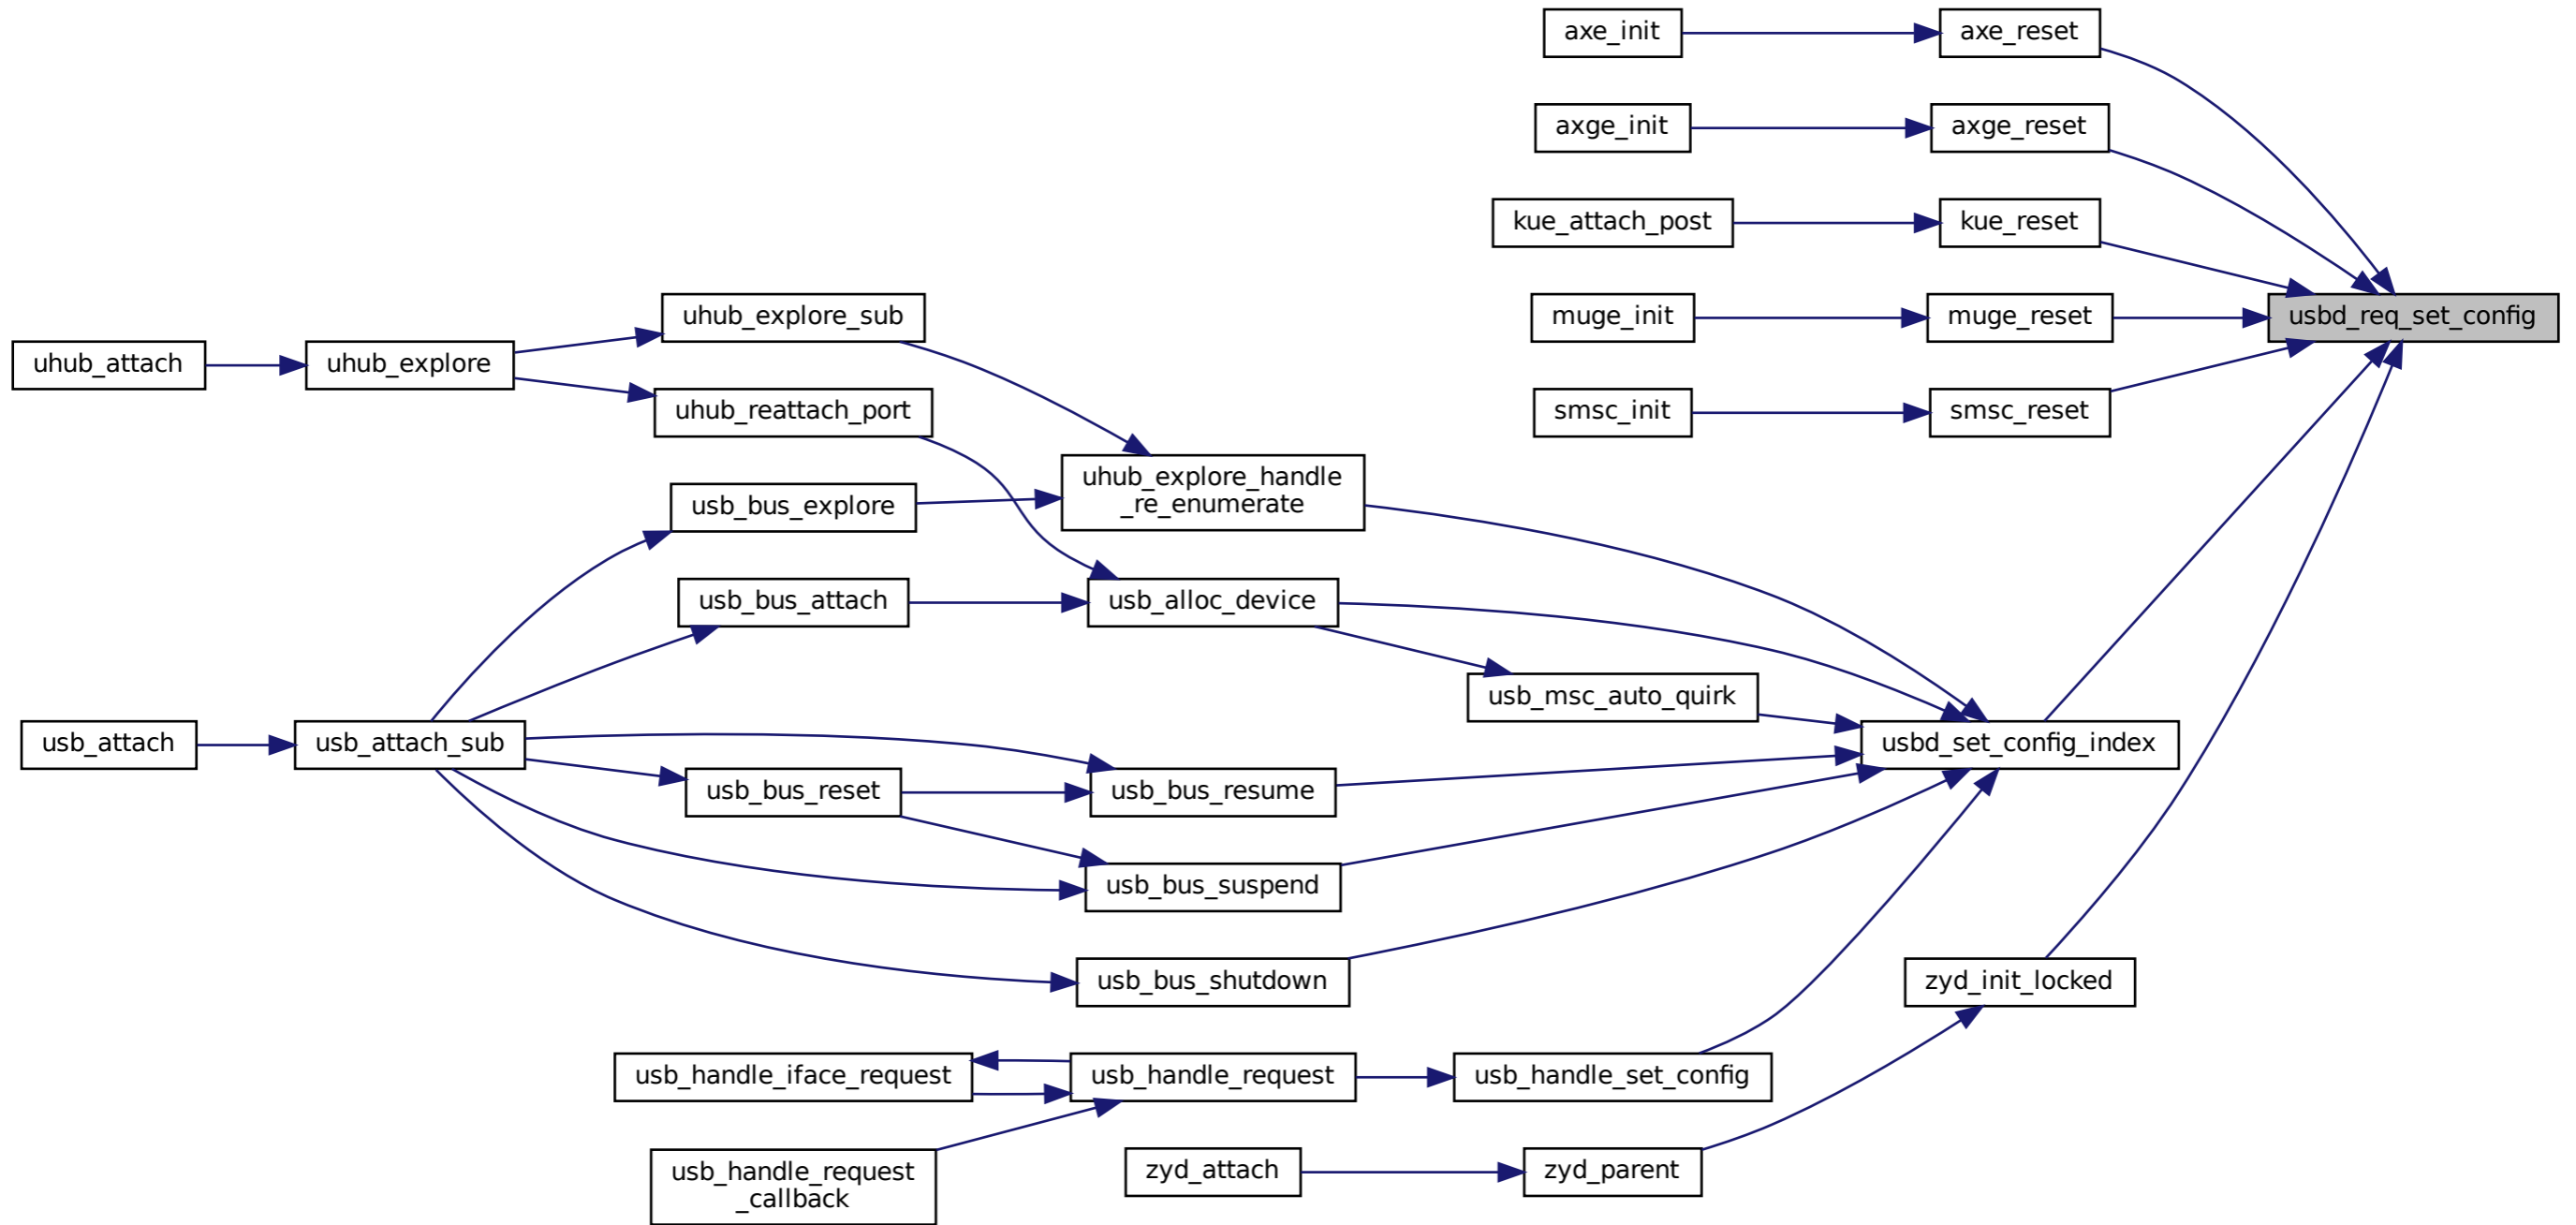 axe_init
axe_reset
axge_init
axge_reset
kue_attach_post
kue_reset
uhub_explore_sub
muge_init
muge_reset
usbd_req_set_config
uhub_attach
uhub_explore
uhub_reattach_port
smsc_init
smsc_reset
usb_bus_explore
uhub_explore_handle
_re_enumerate
usb_bus_attach
usb_alloc_device
usb_msc_auto_quirk
usb_attach
usb_attach_sub
usbd_set_config_index
usb_bus_reset
usb_bus_resume
usb_bus_suspend
usb_bus_shutdown
zyd_init_locked
usb_handle_iface_request
usb_handle_request
usb_handle_set_config
usb_handle_request
_callback
zyd_attach
zyd_parent